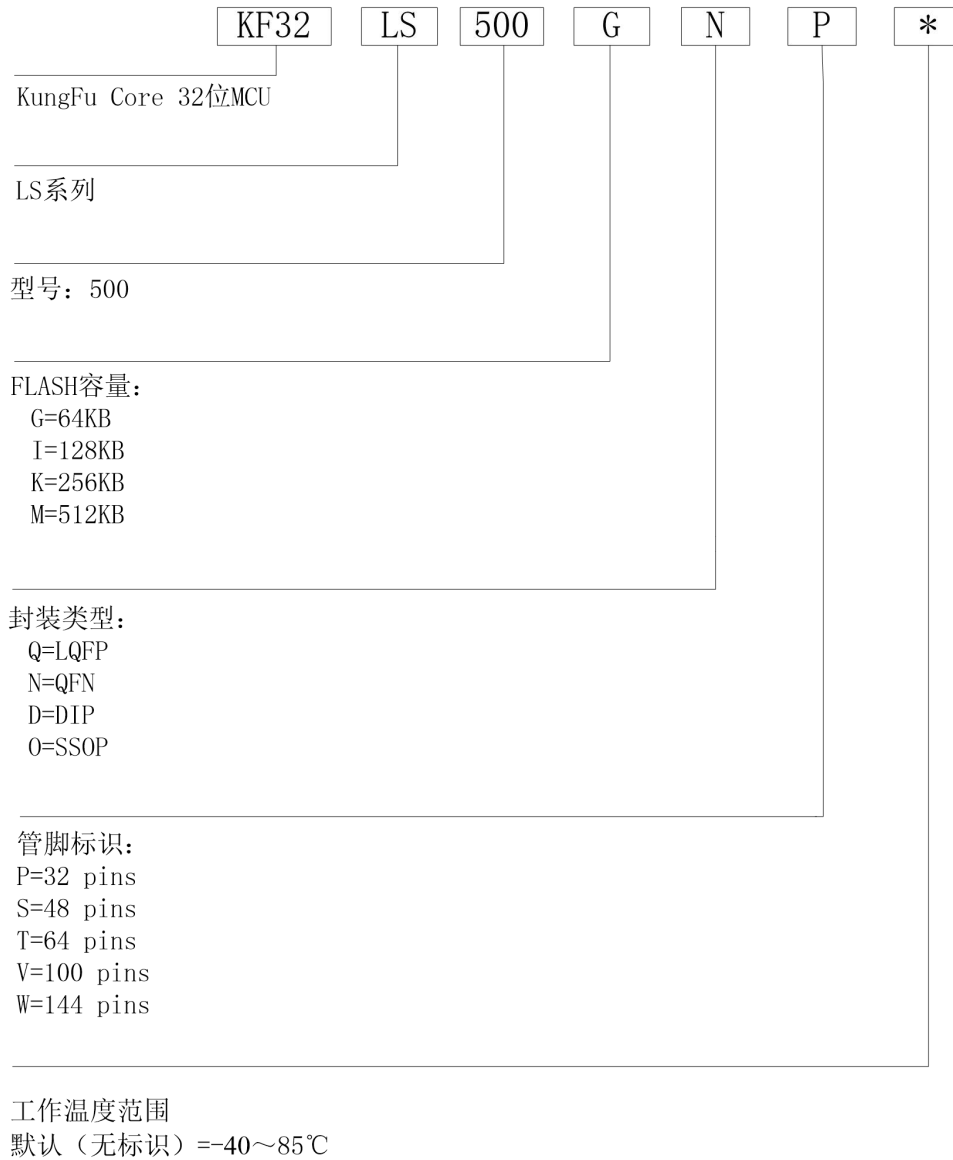 KF32 LS 500 G N P *
KungFu Core 32位MCU
LS系列
型号：500
FLASH容量：
G=64KB
I=128KB
K=256KB
M=512KB
封装类型：
Q=LQFP
N=QFN
D=DIP
O=SSOP
管脚标识：
P=32 pins
S=48 pins
T=64 pins
V=100 pins
W=144 pins
工作温度范围
默认（无标识）=-40～85℃